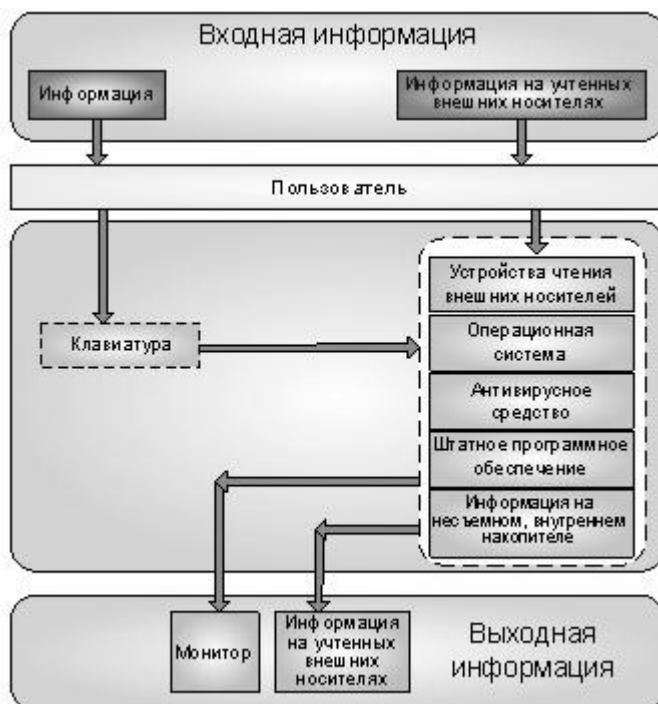 Входная информация
Информация
Информация на учтенных
внешних носителях
Пользователь
Устройства чтения
внешних носителей
Клавиатура
Операционная
система
Антивирусное
средство
Штатное программное
обеспечение
Информация на
несъемном, внутреннем
накопителе
Монитор
Информация
на учтенных
внешних
носителях
Выходная
информация